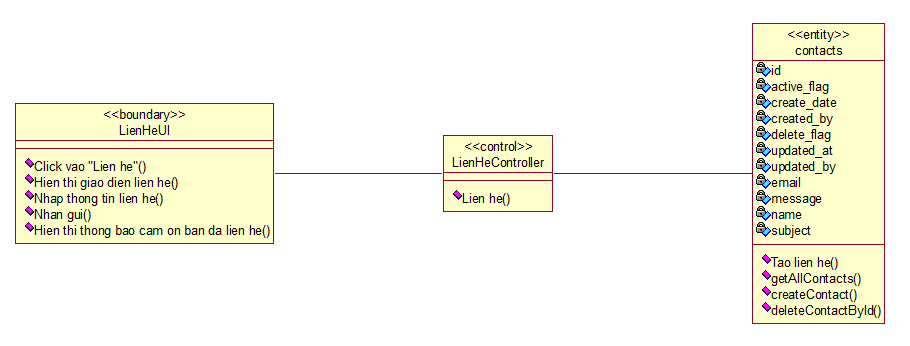 <<boundary>>
LienHeUI
Click vao "Lien he"()
Hien thi giao dien lien he()
Nhap thong tin lien he()
Nhan gui()
Hien thi thong bao cam on ban da lien he()
<<control>>
LienHeController
Lien he()
<<entity>>
contacts
id
active_flag
create_date
created_by
delete_flag
updated_at
updated_by
email
message
name
subject
Tao lien he()
getAllContacts()
createContact()
deleteContactById()